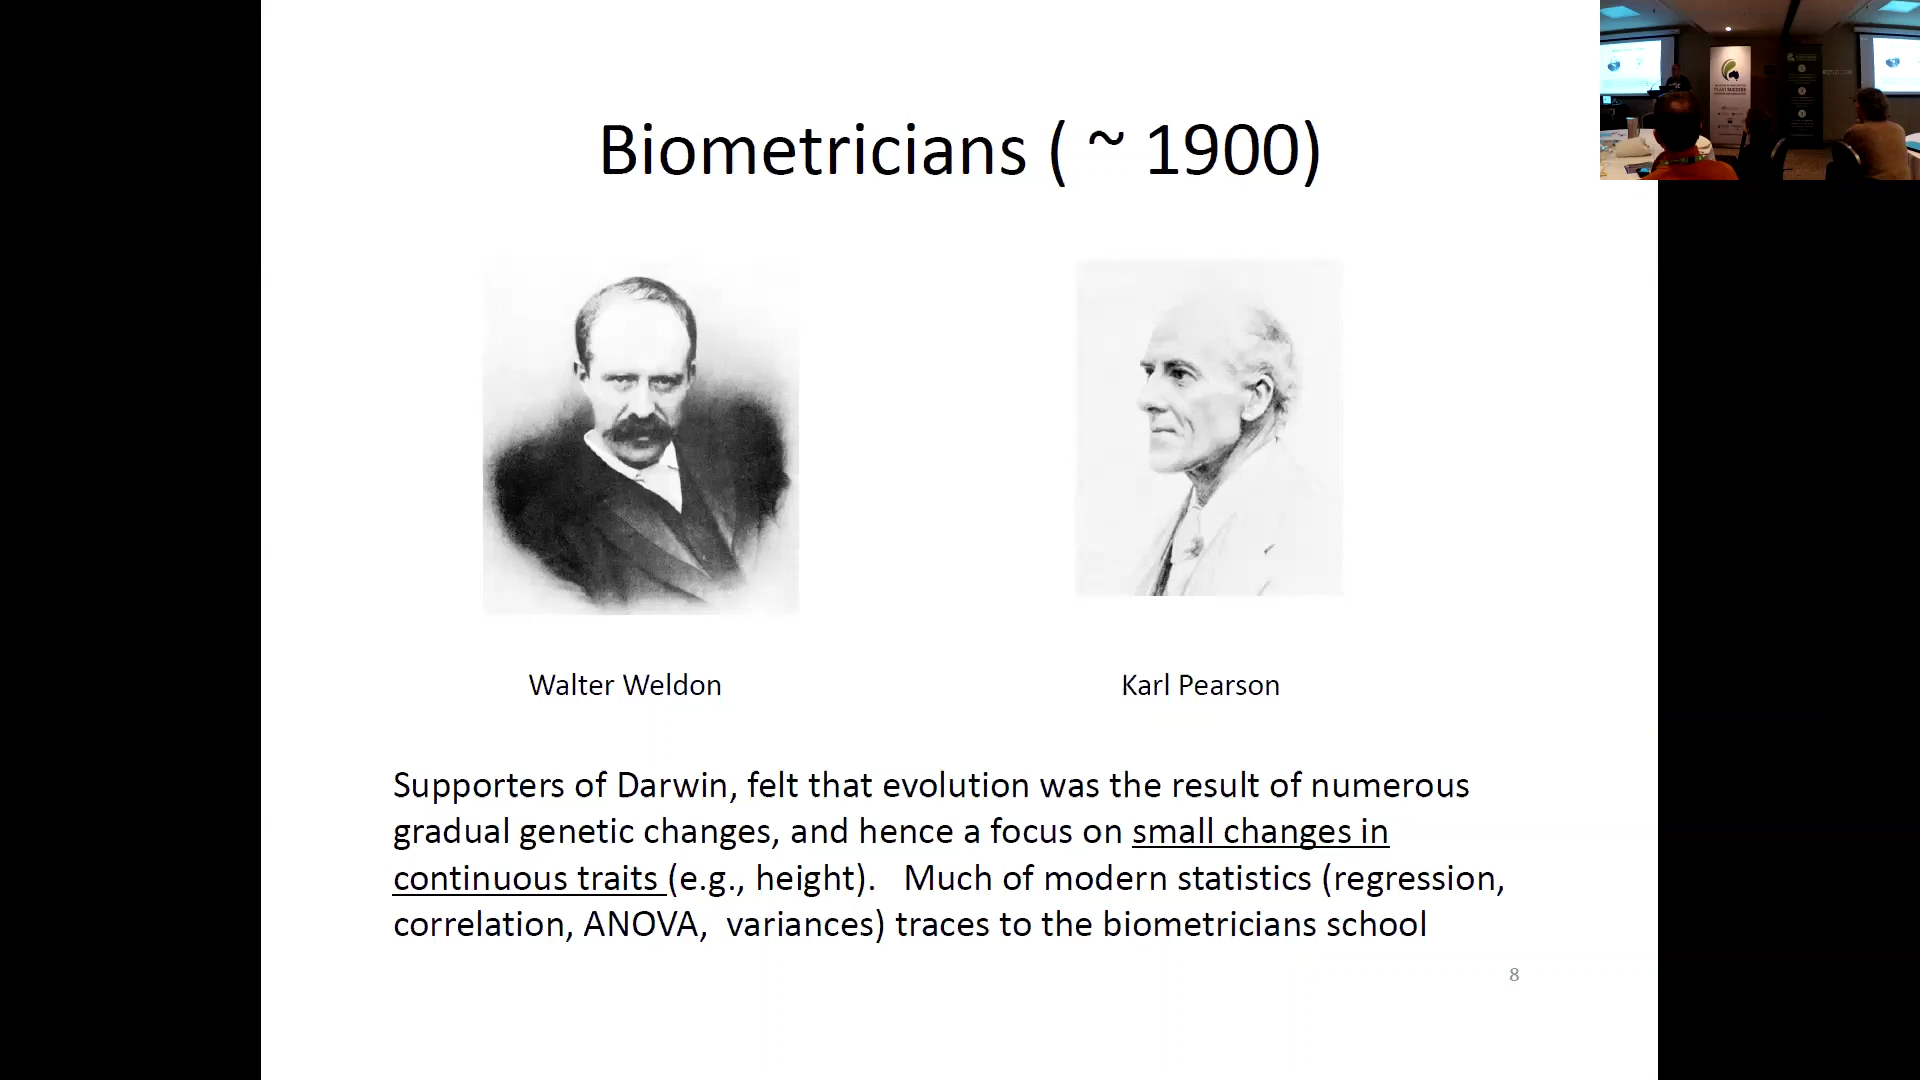 Biometricians ( ~ 1900)
Walter Weldon
Karl Pearson
Supporters of Darwin, felt that evolution was the result of numerous
gradual genetic changes, and hence a focus on small changes in
continuous traits (e.g., height).   Much of modern statistics (regression,
correlation, ANOVA,  variances) traces to the biometricians school
8
PLANT SUCCESS